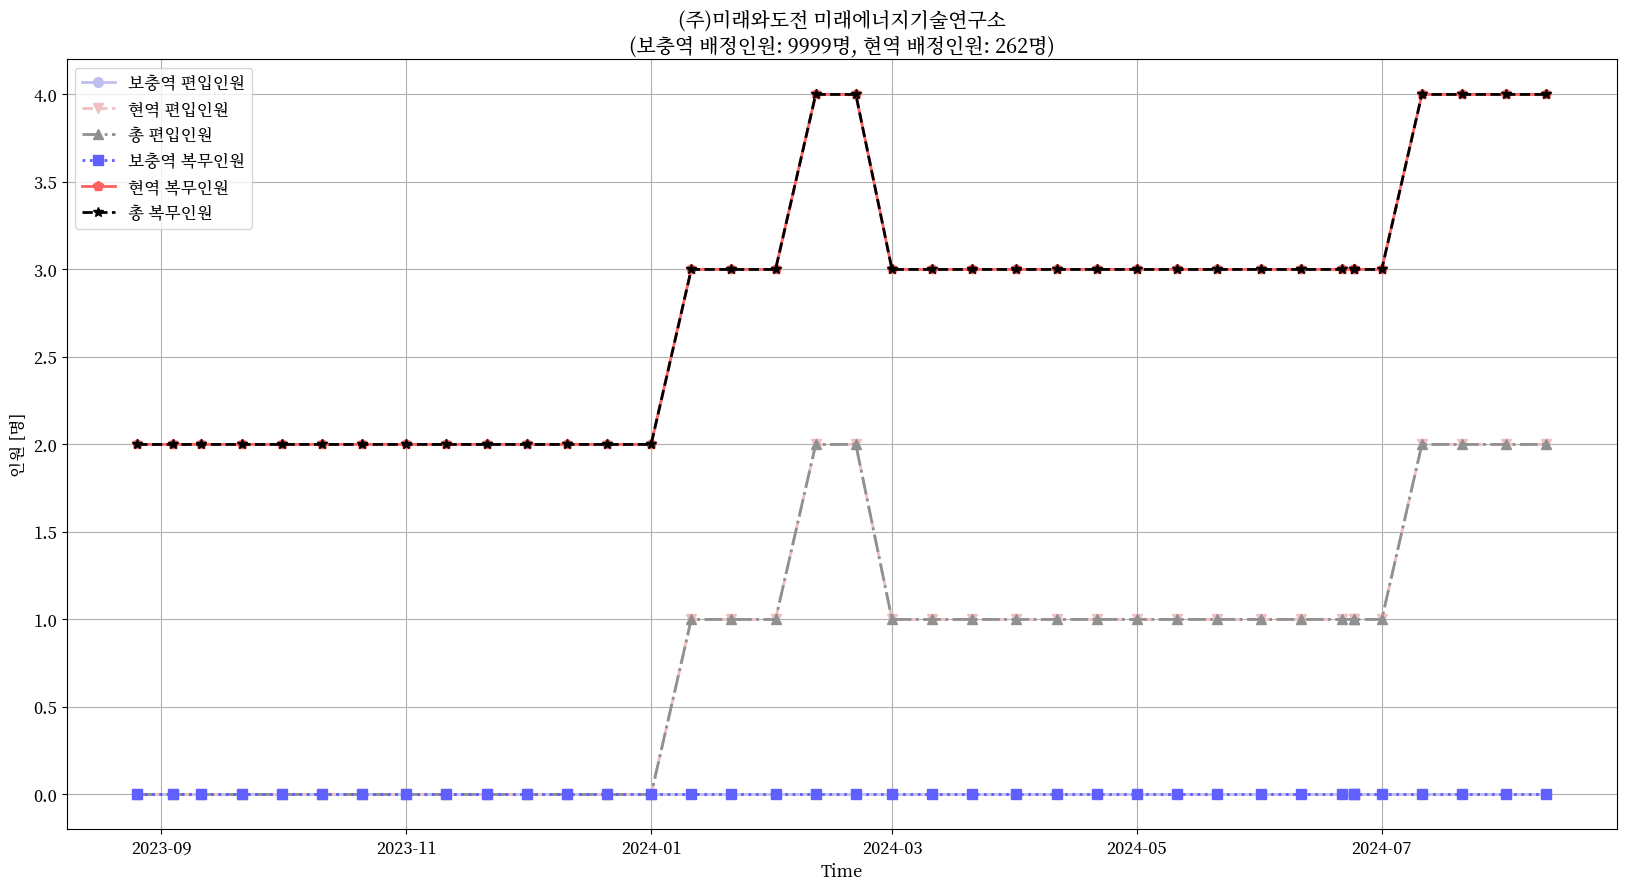 (주)미래와도전 미래에너지기술연구소
(보충역 배정인원: 9999명, 현역 배정인원: 262명)
보충역 편입인원
현역 편입인원
총 편입인원
보충역 복무인원
현역 복무인원
총 복무인원
4.0
3.5
3.0
2.5
2.0
1.5
1.0
0.5
0.0
인원 [명]
2023-09 2023-11 2024-01 2024-03 2024-05 2024-07
Time